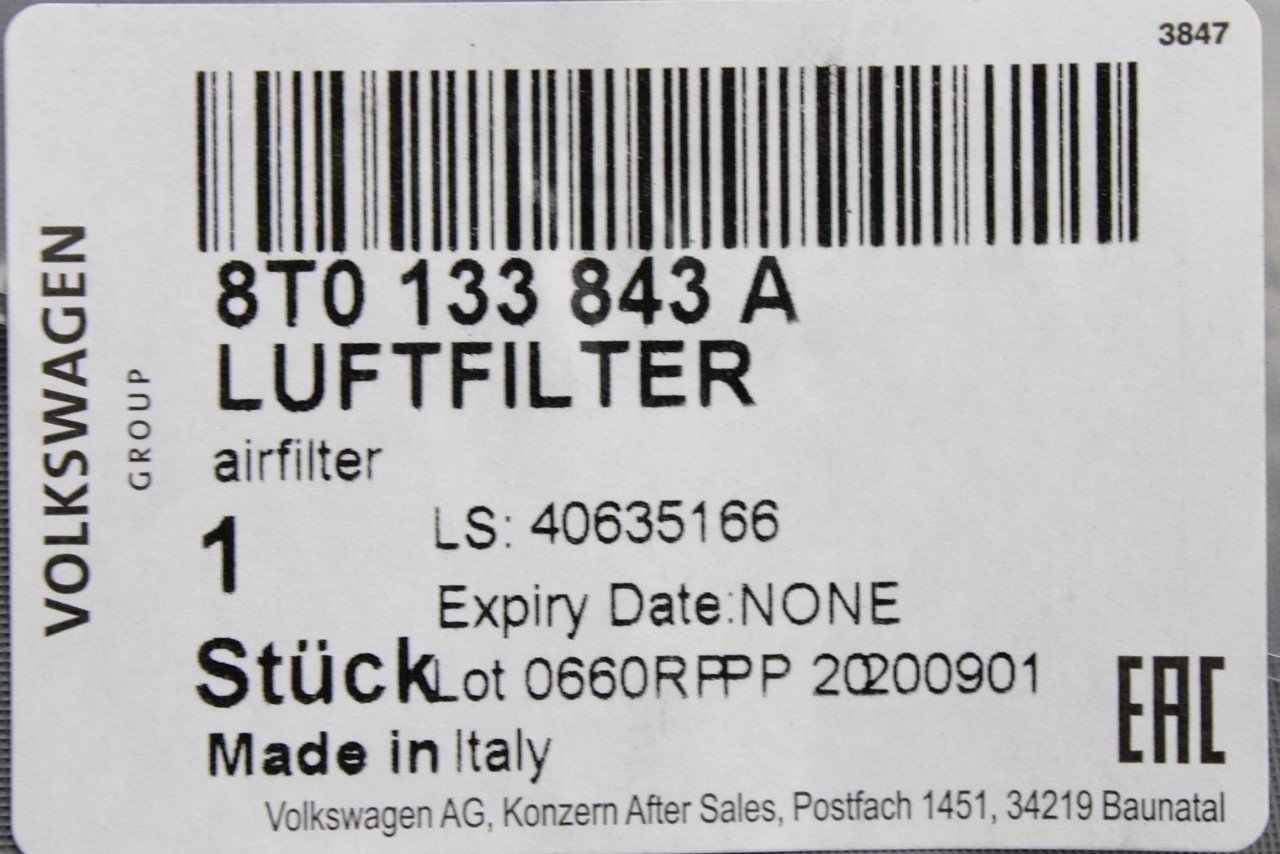 3847
VOLKSWAGEN
GROUP
8T0 133 843 A
LUFTFILTER
airfilter
1
LS: 40635166
Expiry Date:NONE
Stück
Lot 0660RPPP 20200901
Made in Italy
EAC
Volkswagen AG, Konzern After Sales, Postfach 1451, 34219 Baunatal